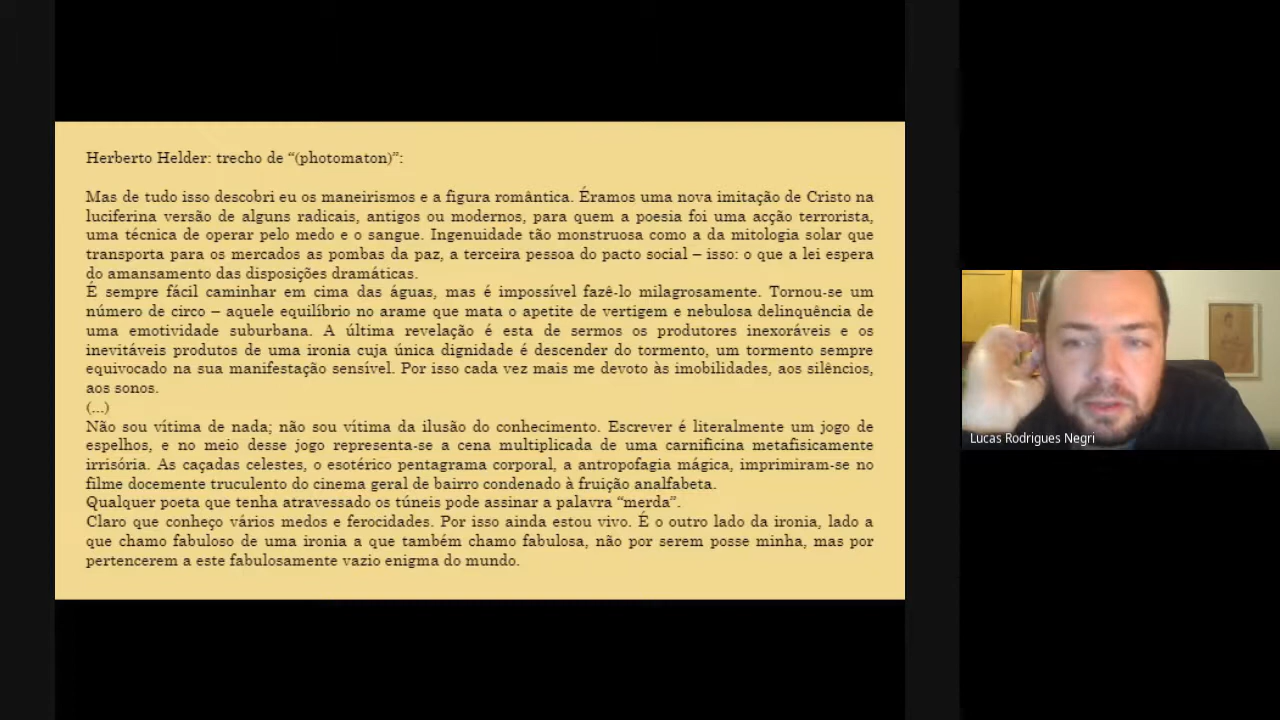 Herberto Helder: trecho de “(photomaton)”:
Mas de tudo isso descobri eu os maneirismos e a figura romântica. Éramos uma nova imitação de Cristo na
luciferina versão de alguns radicais, antigos ou modernos, para quem a poesia foi uma acção terrorista,
uma técnica de operar pelo medo e o sangue. Ingenuidade tão monstruosa como a da mitologia solar que
transporta para os mercados as pombas da paz, a terceira pessoa do pacto social – isso: o que a lei espera
do amansamento das disposições dramáticas.
É sempre fácil caminhar em cima das águas, mas é impossível fazê-lo milagrosamente. Tornou-se um
número de circo – aquele equilíbrio no arame que mata o apetite de vertigem e nebulosa delinquência de
uma emotividade suburbana. A última revelação é esta de sermos os produtores inexoráveis e os
inevitáveis produtos de uma ironia cuja única dignidade é descender do tormento, um tormento sempre
equivocado na sua manifestação sensível. Por isso cada vez mais me devoto às imobilidades, aos silêncios,
aos sonos.
(...)
Não sou vítima de nada; não sou vítima da ilusão do conhecimento. Escrever é literalmente um jogo de
espelhos, e no meio desse jogo representa-se a cena multiplicada de uma carnificina metafisicamente
irrisória. As caçadas celestes, o esotérico pentagrama corporal, a antropofagia mágica, imprimiram-se no
filme docemente truculento do cinema geral de bairro condenado à fruição analfabeta.
Qualquer poeta que tenha atravessado os túneis pode assinar a palavra “merda”.
Claro que conheço vários medos e ferocidades. Por isso ainda estou vivo. É o outro lado da ironia, lado a
que chamo fabuloso de uma ironia a que também chamo fabulosa, não por serem posse minha, mas por
pertencerem a este fabulosamente vazio enigma do mundo.
Lucas Rodrigues Negri